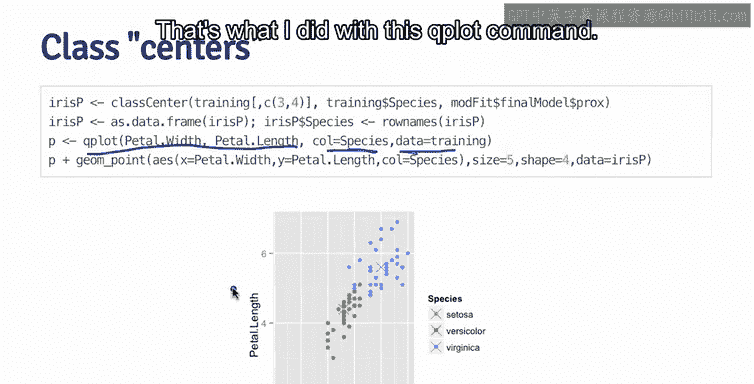 That's what I did with this qplot command.
Class "centers
irisP <- classCenter(training[,c(3,4)], training$Species, modFit$finalModel$prox)
irisP <- as.data.frame(irisP); irisP$Species <- rownames(irisP)
p <- qplot(Petal.Width, Petal.Length, col=Species,data=training)
p + geom_point(aes(x=Petal.Width,y=Petal.Length,col=Species),size=5,shape=4,data=irisP)
6
4
Petal.Length
Species
setosa
versicolor
virginica